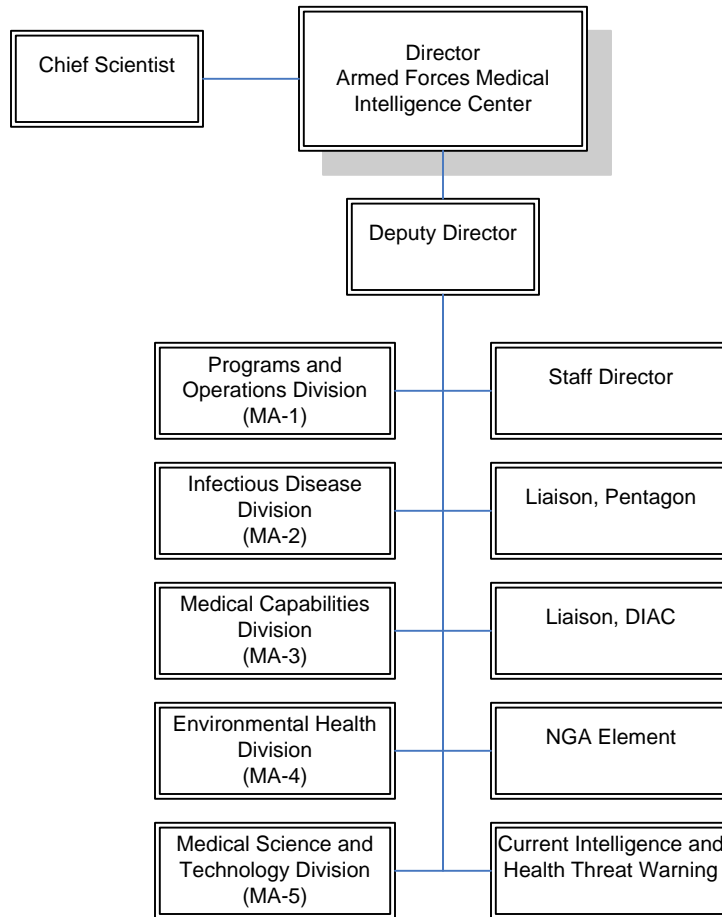 Chief Scientist
Director
Armed Forces Medical
Intelligence Center
Deputy Director
Programs and
Operations Division
(MA-1)
Staff Director
Infectious Disease
Division
(MA-2)
Liaison, Pentagon
Medical Capabilities
Division
(MA-3)
Liaison, DIAC
Environmental Health
Division
(MA-4)
NGA Element
Medical Science and
Technology Division
(MA-5)
Current Intelligence and
Health Threat Warning